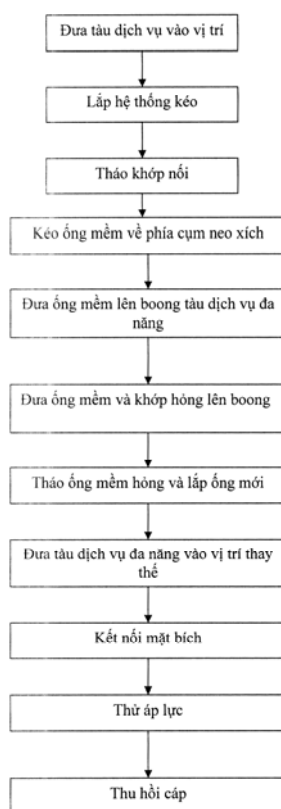 Đưa tàu dịch vụ vào vị trí
Lắp hệ thống kéo
Tháo khớp nối
Kéo ống mềm về phía cụm neo xích
Đưa ống mềm lên boong tàu dịch vụ đa
năng
Đưa ống mềm và khớp hỏng lên boong
Tháo ống mềm hỏng và lắp ống mới
Đưa tàu dịch vụ đa năng vào vị trí thay
thế
Kết nối mặt bích
Thử áp lực
Thu hồi cáp